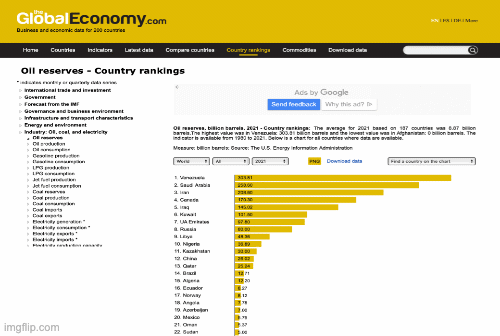 the
GlobalEconomy.com
Business and economic data for 200 countries
Home Countries Indicators Latest data Compare countries Country rankings Commodities Download data
Oil reserves - Country rankings
* indicates monthly or quarterly data series
International trade and investment
Government
Forecast from the IMF
Governance and business environment
Infrastructure and transport characteristics
Energy and environment
Industry: Oil, coal, and electricity
Oil reserves
Oil production
Oil consumption
Gasoline production
Gasoline consumption
LPG production
LPG consumption
Jet fuel production
Jet fuel consumption
Coal reserves
Coal production
Coal consumption
Coal imports
Coal exports
Electricity generation *
Electricity consumption *
Electricity exports *
Electricity imports *
Electricity production capacity
Ads by Google
Send feedback Why this ad?
Oil reserves, billion barrels, 2021 - Country rankings: The average for 2021 based on 187 countries was 8.87 billion
barrels.The highest value was in Venezuela: 303.81 billion barrels and the lowest value was in Afghanistan: 0 billion barrels. The
indicator is available from 1980 to 2021. Below is a chart for all countries where data are available.
Measure: billion barrels; Source: The U.S. Energy Information Administration
World All 2021 PNG Download data Find a country on the chart
1. Venezuela 303.81
2. Saudi Arabia
3. Iran 208.60
4. Canada 170.30
5. Iraq 145.02
6. Kuwait 101.50
7. UA Emirates 97.80
8. Russia 80.00
9. Libya 48.36
10. Nigeria 36.89
11. Kazakhstan 30.00
12. China 26.02
13. Qatar 25.24
14. Brazil 12.71
15. Algeria 12.20
16. Ecuador 8.27
17. Norway 8.12
18. Angola 7.78
19. Azerbaijan 7.00
20. Mexico 5.79
21. Oman 5.37
22. Sudan 5.00
imgflip.com